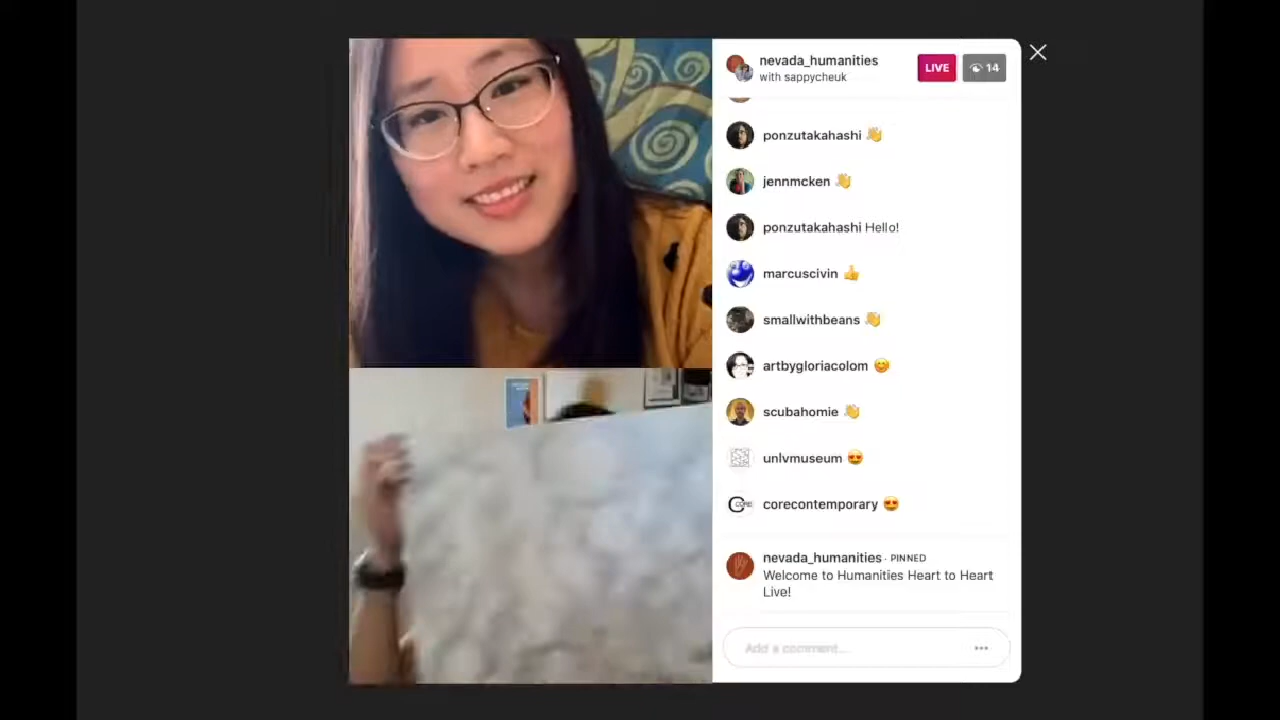 nevada_humanities
with sappycheuk
LIVE
14
ponzutakahashi 👋
jennmcken 👋
ponzutakahashi Hello!
marcuscivin 👍
smallwithbeans 👋
artbygloriacolom 😊
scubahomie 👋
unlvmuseum 😍
corecontemporary 😍
nevada_humanities · PINNED
Welcome to Humanities Heart to Heart
Live!
Add a comment...